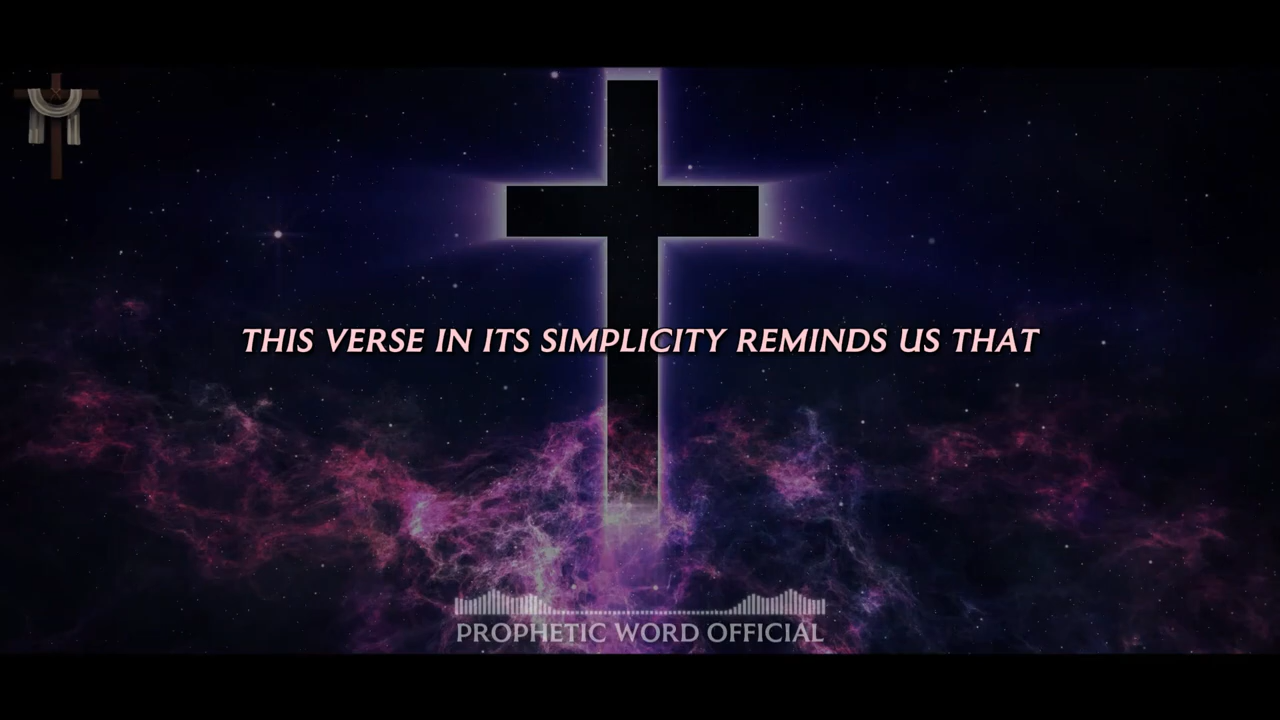 THIS VERSE IN ITS SIMPLICITY REMINDS US THAT
PROPHETIC WORD OFFICIAL